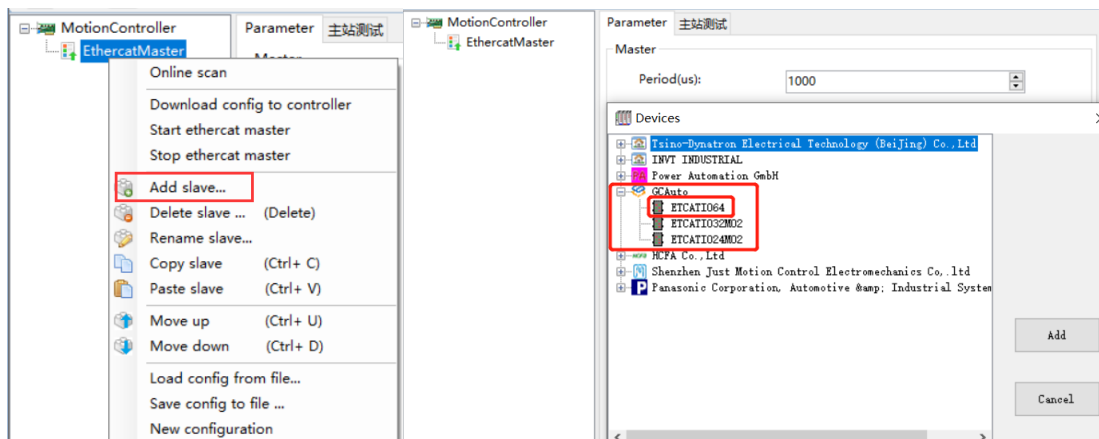 MotionController
EthercatMaster
Parameter
主站测试
Master
Online scan
Download config to controller
Start ethercat master
Stop ethercat master
Add slave...
Delete slave ... (Delete)
Rename slave...
Copy slave (Ctrl+ C)
Paste slave (Ctrl+ V)
Move up (Ctrl+ U)
Move down (Ctrl+ D)
Load config from file...
Save config to file ...
New configuration
MotionController
EthercatMaster
Parameter
主站测试
Master
Period(us):
1000
Devices
Tsino-Dynatron Electrical Technology (BeiJing) Co.,Ltd
INVT INDUSTRIAL
PA Power Automation GmbH
GCAuto
ETCATIO64
ETCATIO32M02
ETCATIO24M02
HCFA Co.,Ltd
Shenzhen Just Motion Control Electromechanics Co,.ltd
P Panasonic Corporation, Automotive &amp; Industrial System
Add
Cancel